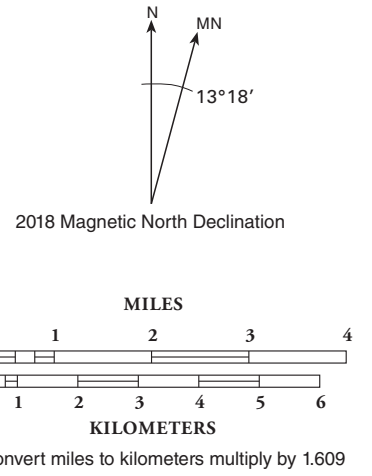 N
MN
13°18′
2018 Magnetic North Declination
MILES
1 2 3 4
1 2 3 4 5 6
KILOMETERS
miles to kilometers multiply by 1.609